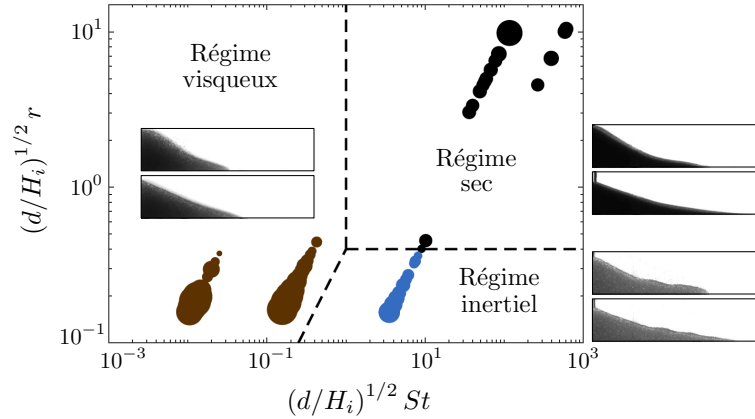 10^1
10^0
10^{-1}
(d/H_i)^{1/2} r
Régime
visqueux
Régime
sec
Régime
inertiel
10^{-3}
10^{-1}
10^1
10^3
(d/H_i)^{1/2} St